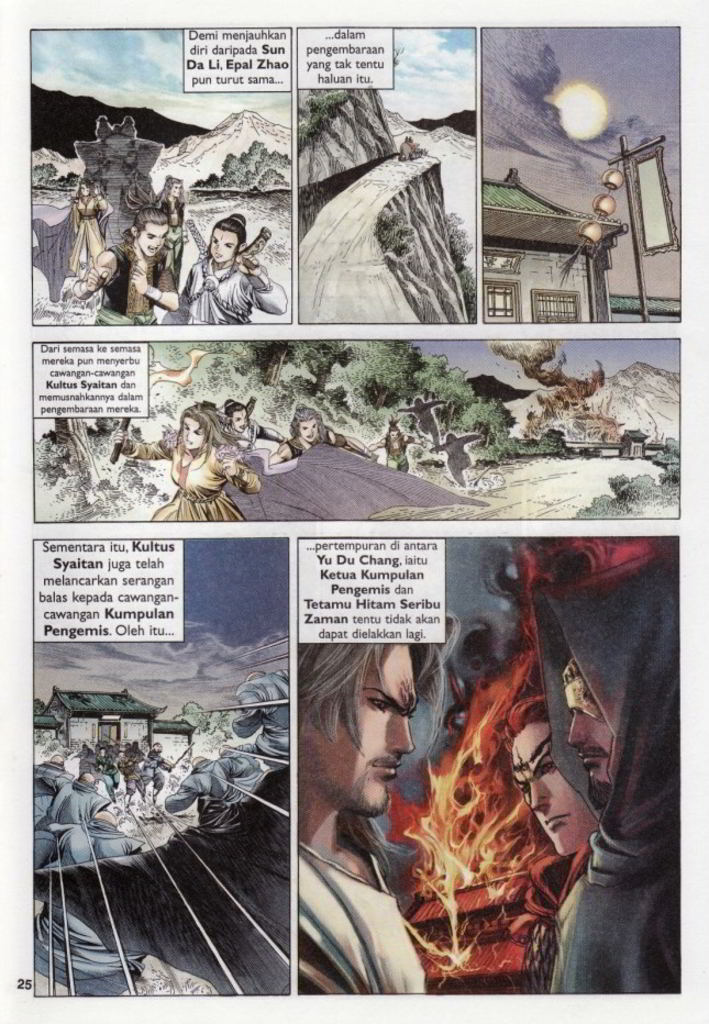 Demi menjauhkan
diri daripada Sun
Da Li, Epal Zhao
pun turut sama...
...dalam
pengembaraan
yang tak tentu
haluan itu.
Dari semasa ke semasa
mereka pun menyerbu
cawangan-cawangan
Kultus Syaitan dan
memusnahkannya dalam
pengembaraan mereka.
Sementara itu, Kultus
Syaitan juga telah
melancarkan serangan
balas kepada cawangan-
cawangan Kumpulan
Pengemis. Oleh itu...
...pertempuran di antara
Yu Du Chang, iaitu
Ketua Kumpulan
Pengemis dan
Tetamu Hitam Seribu
Zaman tentu tidak akan
dapat dielakkan lagi.
25